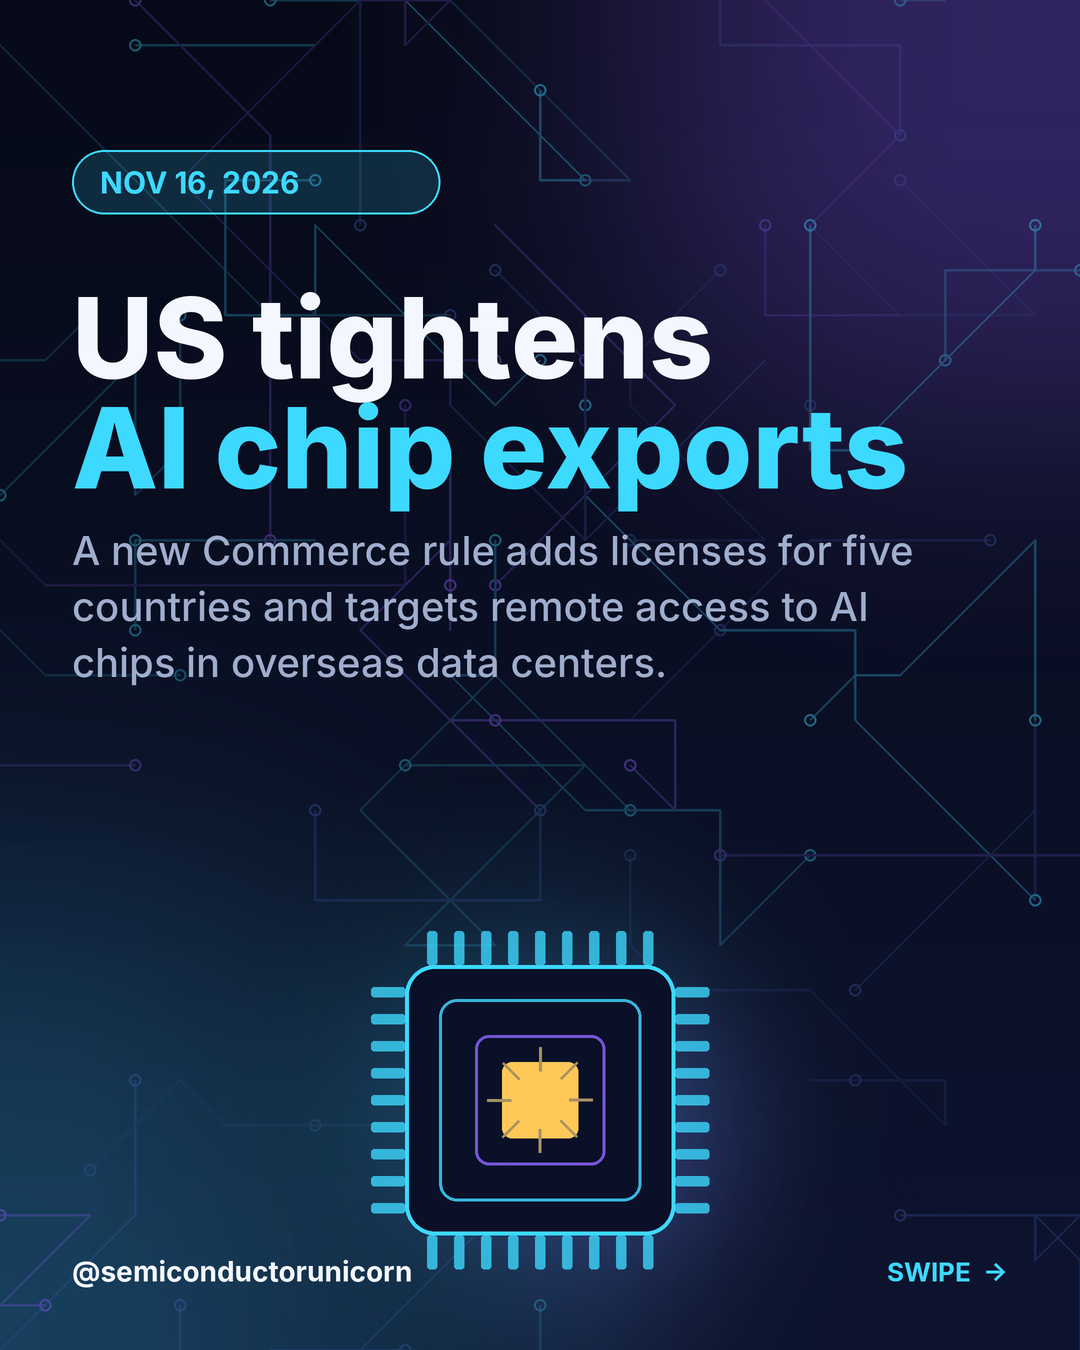 NOV 16, 2026
US tightens
AI chip exports
A new Commerce rule adds licenses for five
countries and targets remote access to AI
chips in overseas data centers.
@semiconductorunicorn
SWIPE →